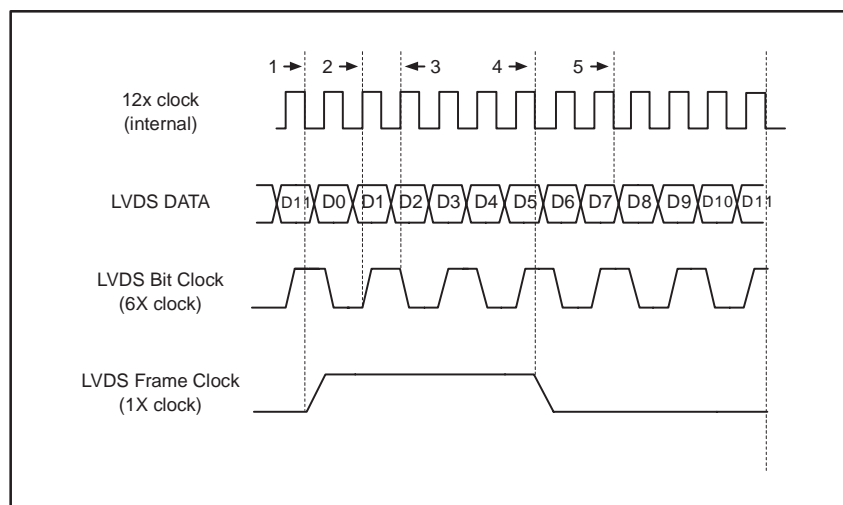 1 2 3 4 5
12x clock
(internal)
LVDS DATA
D11 D0 D1 D2 D3 D4 D5 D6 D7 D8 D9 D10 D11
LVDS Bit Clock
(6X clock)
LVDS Frame Clock
(1X clock)